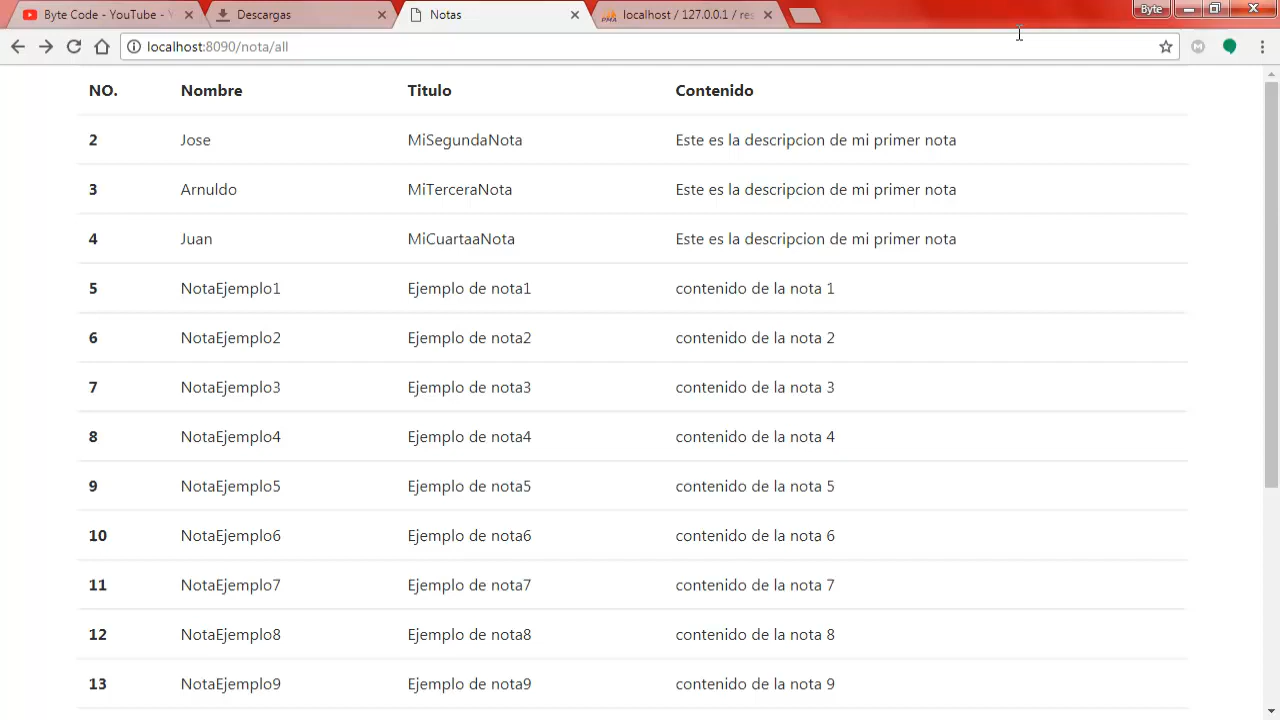 Byte Code - YouTube -
Descargas
Notas
localhost / 127.0.0.1 / res
Byte
localhost:8090/nota/all
NO. Nombre Titulo Contenido
2 Jose MiSegundaNota Este es la descripcion de mi primer nota
3 Arnuldo MiTerceraNota Este es la descripcion de mi primer nota
4 Juan MiCuartaaNota Este es la descripcion de mi primer nota
5 NotaEjemplo1 Ejemplo de nota1 contenido de la nota 1
6 NotaEjemplo2 Ejemplo de nota2 contenido de la nota 2
7 NotaEjemplo3 Ejemplo de nota3 contenido de la nota 3
8 NotaEjemplo4 Ejemplo de nota4 contenido de la nota 4
9 NotaEjemplo5 Ejemplo de nota5 contenido de la nota 5
10 NotaEjemplo6 Ejemplo de nota6 contenido de la nota 6
11 NotaEjemplo7 Ejemplo de nota7 contenido de la nota 7
12 NotaEjemplo8 Ejemplo de nota8 contenido de la nota 8
13 NotaEjemplo9 Ejemplo de nota9 contenido de la nota 9